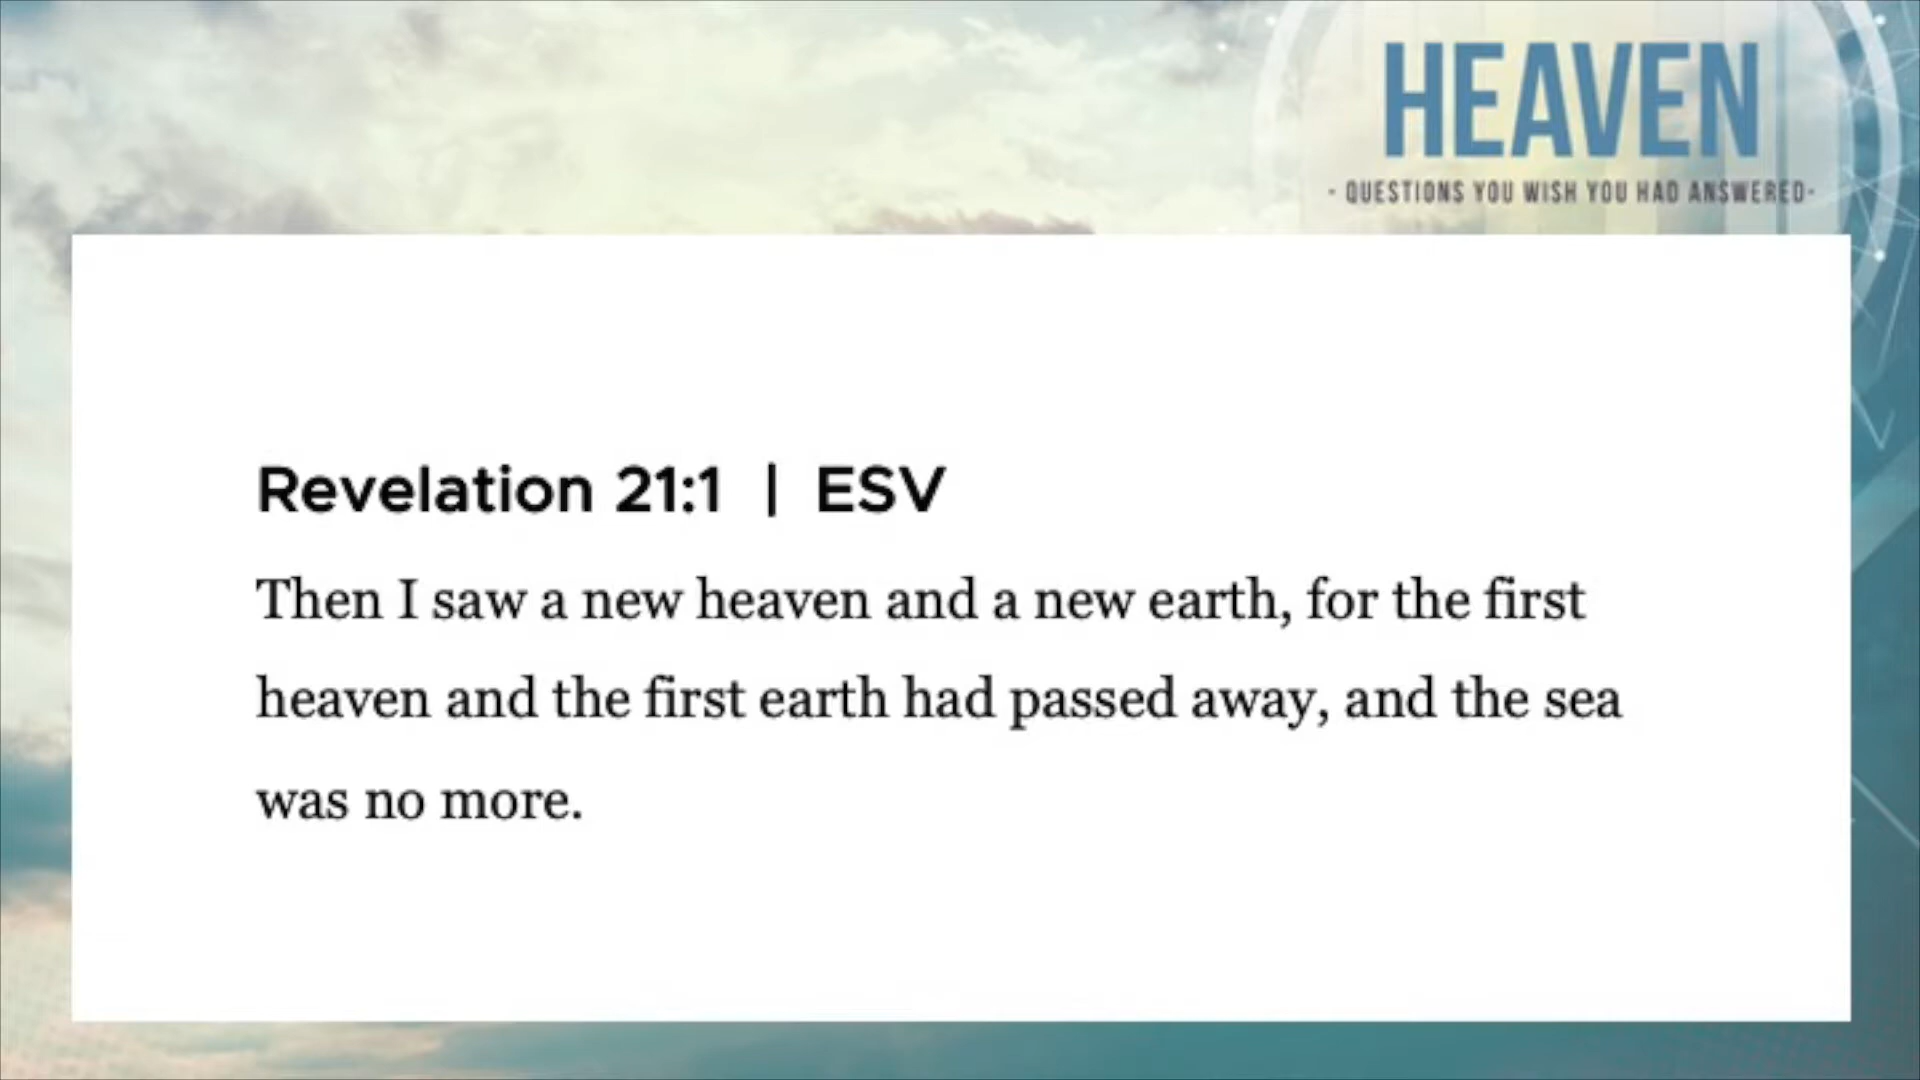 HEAVEN
- QUESTIONS YOU WISH YOU HAD ANSWERED-
Revelation 21:1 | ESV
Then I saw a new heaven and a new earth, for the first
heaven and the first earth had passed away, and the sea
was no more.